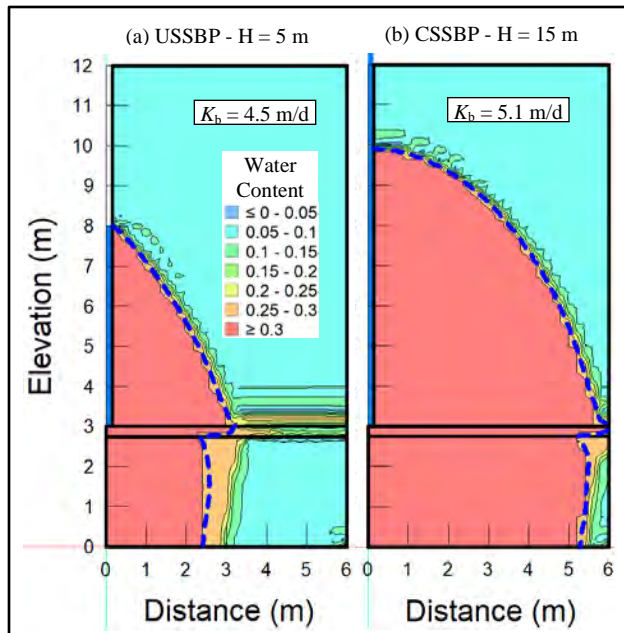 (a) USSBP - H = 5 m
(b) CSSBP - H = 15 m
Kb = 4.5 m/d
Kb = 5.1 m/d
Water
Content
≤ 0 - 0.05
0.05 - 0.1
0.1 - 0.15
0.15 - 0.2
0.2 - 0.25
0.25 - 0.3
≥ 0.3
Elevation (m)
12
11
10
9
8
7
6
5
4
3
2
1
0
0 1 2 3 4 5 6
0 1 2 3 4 5 6
Distance (m)
Distance (m)